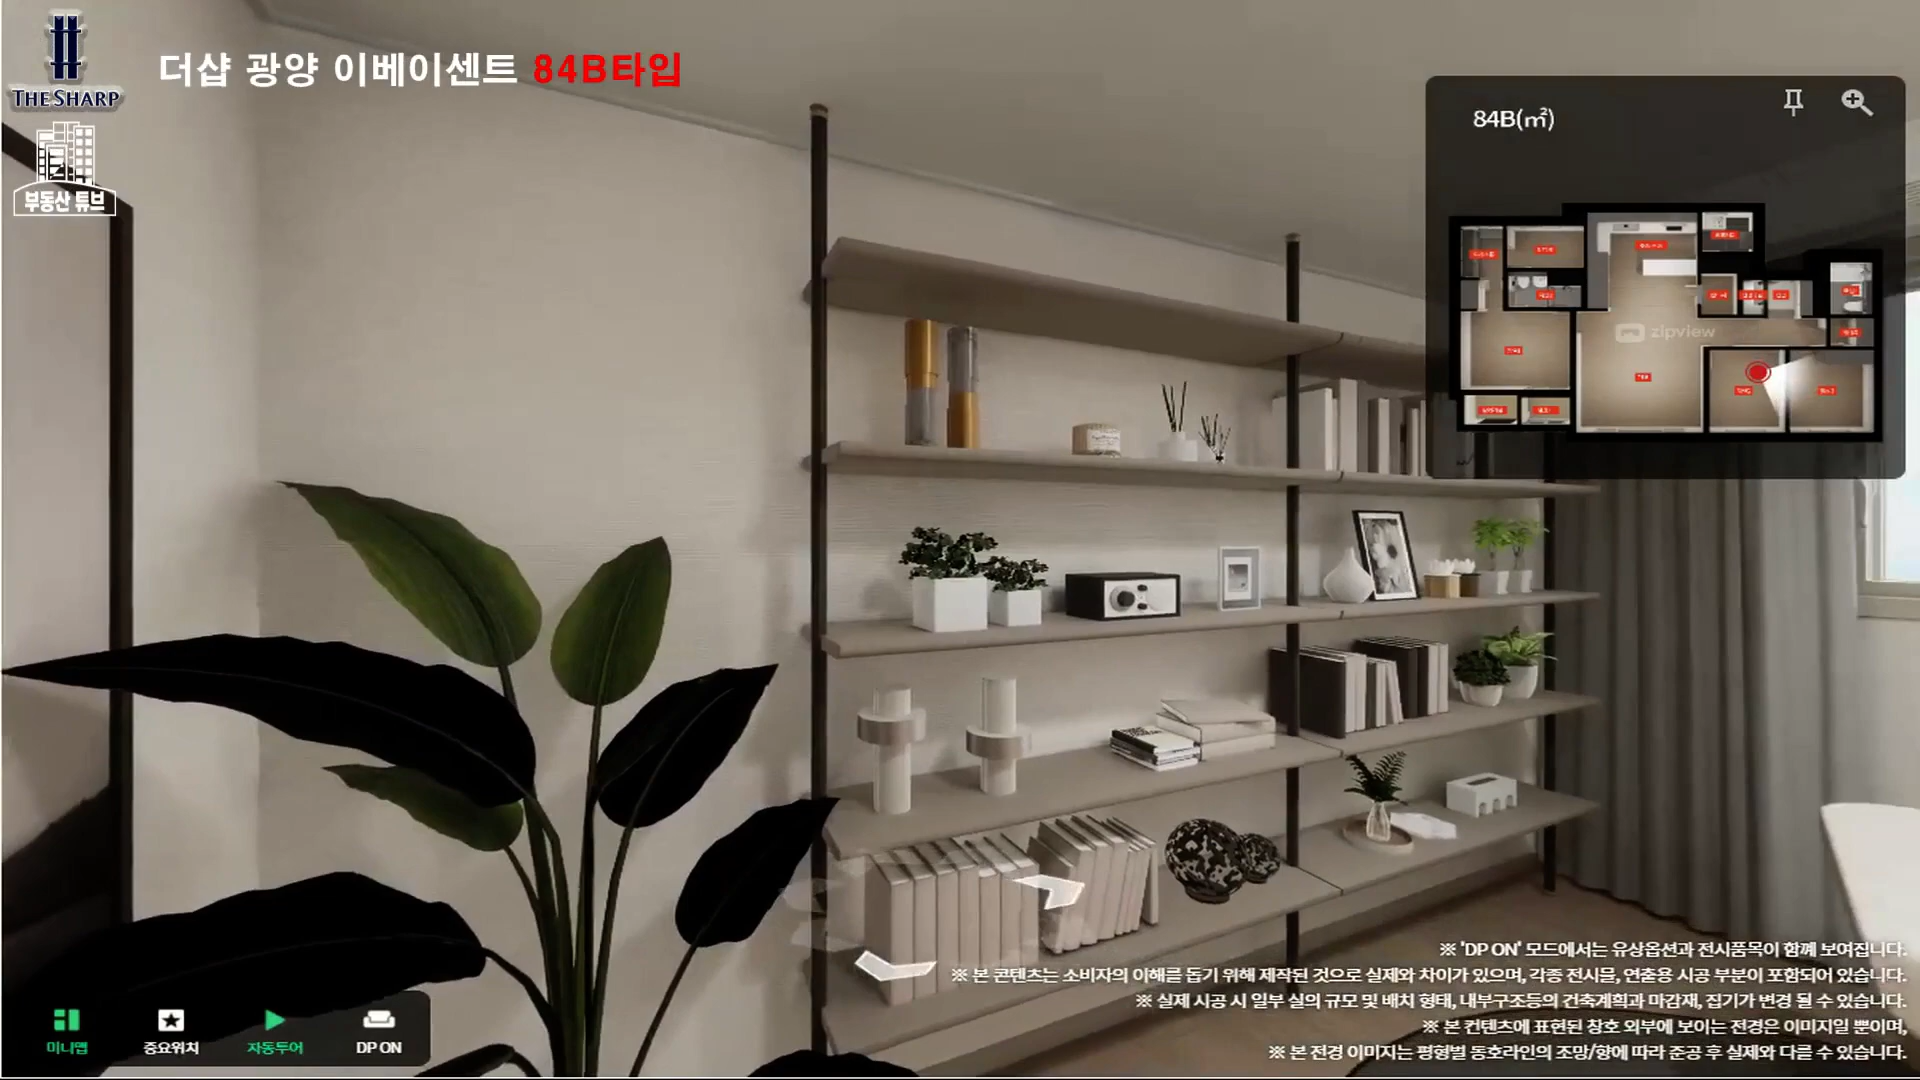 THE SHARP
더샵 광양 이베이센트 84B타입
부동산 튜브
84B(㎡)
zipview
※ 'DP ON' 모드에서는 유상옵션과 전시품목이 함께 보여집니다.
※ 본 콘텐츠는 소비자의 이해를 돕기 위해 제작된 것으로 실제와 차이가 있으며, 각종 전시물, 연출용 시공 부분이 포함되어 있습니다.
※ 실제 시공 시 일부 실의 규모 및 배치 형태, 내부구조등의 건축계획과 마감재, 집기가 변경 될 수 있습니다.
※ 본 컨텐츠에 표현된 창호 외부에 보이는 전경은 이미지일 뿐이며,
※ 본 전경 이미지는 평형별 동호라인의 조망/향에 따라 준공 후 실제와 다를 수 있습니다.
미니맵
중요위치
자동투어
DP ON